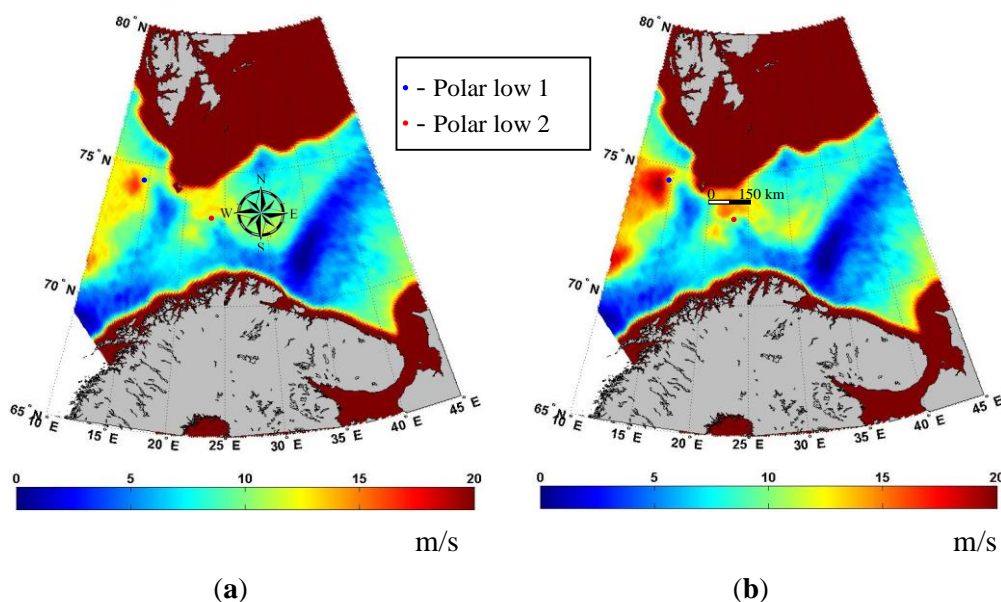 80° N
75° N
70° N
65° N
10° E
15° E
20° E
25° E
30° E
35° E
40° E
45° E
N
W E
S
0 5 10 15 20
m/s
(a)
- Polar low 1
- Polar low 2
80° N
75° N
70° N
65° N
10° E
15° E
20° E
25° E
30° E
35° E
40° E
45° E
0 150 km
0 5 10 15 20
m/s
(b)